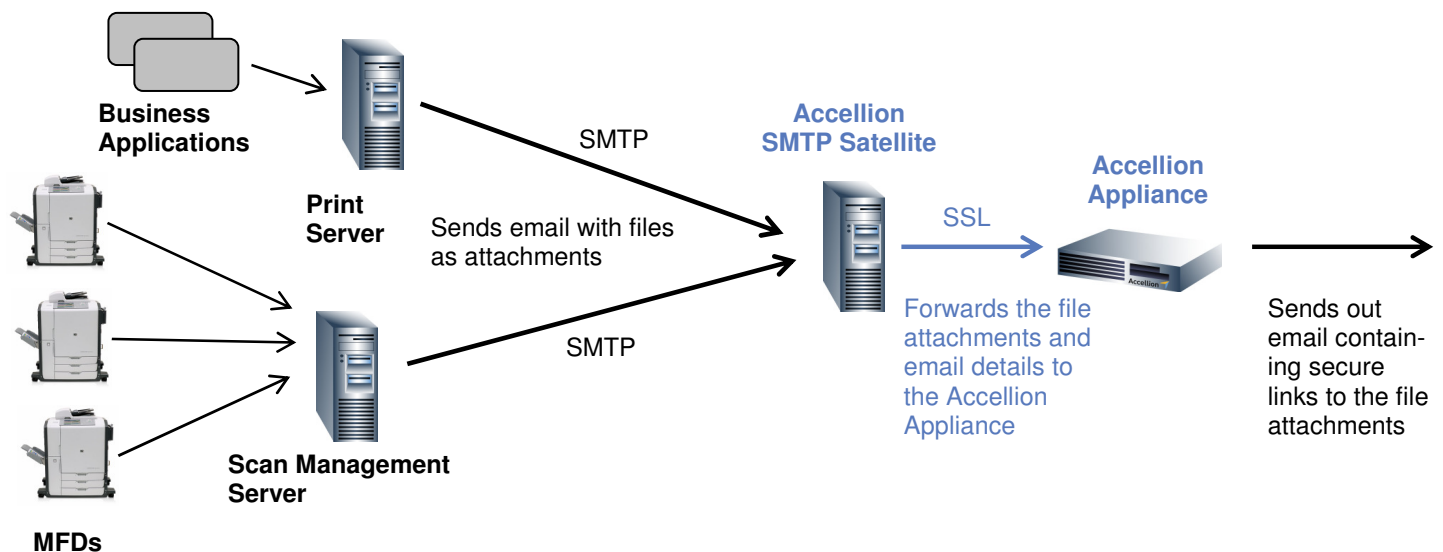 Business
Applications
Print
Server
SMTP
Sends email with files
as attachments
SMTP
Scan Management
Server
MFDs
Accellion
SMTP Satellite
SSL
Forwards the file
attachments and
email details to
the Accellion
Appliance
Accellion
Appliance
Accellion
Sends out
email contain-
ing secure
links to the file
attachments